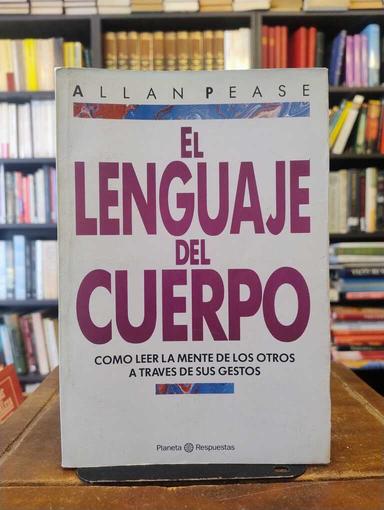 ALLAN PEASE
EL
LENGUAJE
DEL
CUERPO
COMO LEER LA MENTE DE LOS OTROS
A TRAVES DE SUS GESTOS
Planeta Respuestas